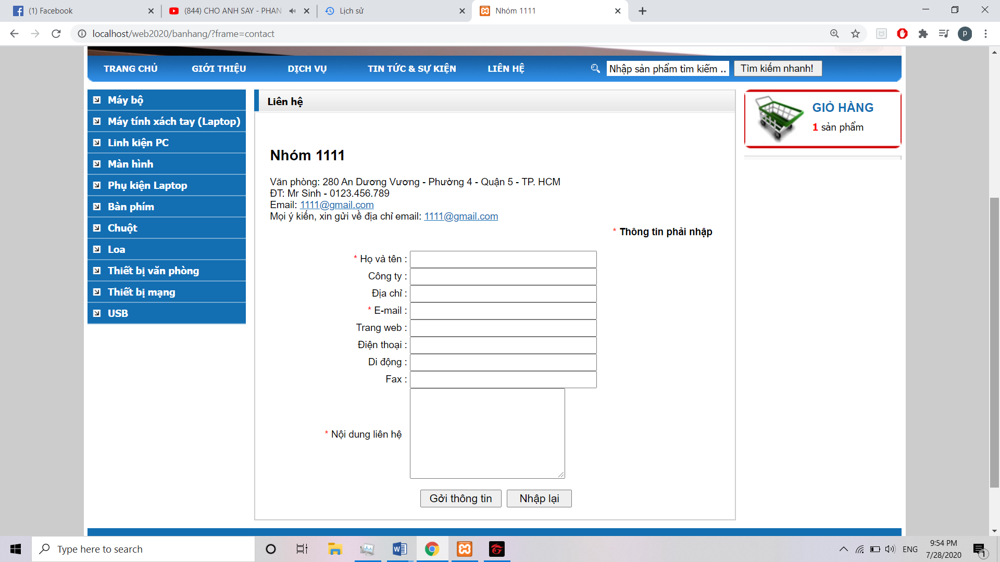 (1) Facebook
(844) CHO ANH SAY - PHAN
Lịch sử
Nhóm 1111
localhost/web2020/banhang/?frame=contact
P
TRANG CHỦ
GIỚI THIỆU
DỊCH VỤ
TIN TỨC & SỰ KIỆN
LIÊN HỆ
Nhập sản phẩm tìm kiếm ..
Tìm kiếm nhanh!
Máy bộ
Máy tính xách tay (Laptop)
Linh kiện PC
Màn hình
Phụ kiện Laptop
Bàn phím
Chuột
Loa
Thiết bị văn phòng
Thiết bị mạng
USB
Liên hệ
Nhóm 1111
Văn phòng: 280 An Dương Vương - Phường 4 - Quận 5 - TP. HCM
ĐT: Mr Sinh - 0123.456.789
Email: 1111@gmail.com
Mọi ý kiến, xin gửi về địa chỉ email: 1111@gmail.com
* Thông tin phải nhập
* Họ và tên :
Công ty :
Địa chỉ :
* E-mail :
Trang web :
Điện thoại :
Di động :
Fax :
* Nội dung liên hệ
Gởi thông tin
Nhập lại
GIỎ HÀNG
1 sản phẩm
Type here to search
ENG
9:54 PM
7/28/2020
1